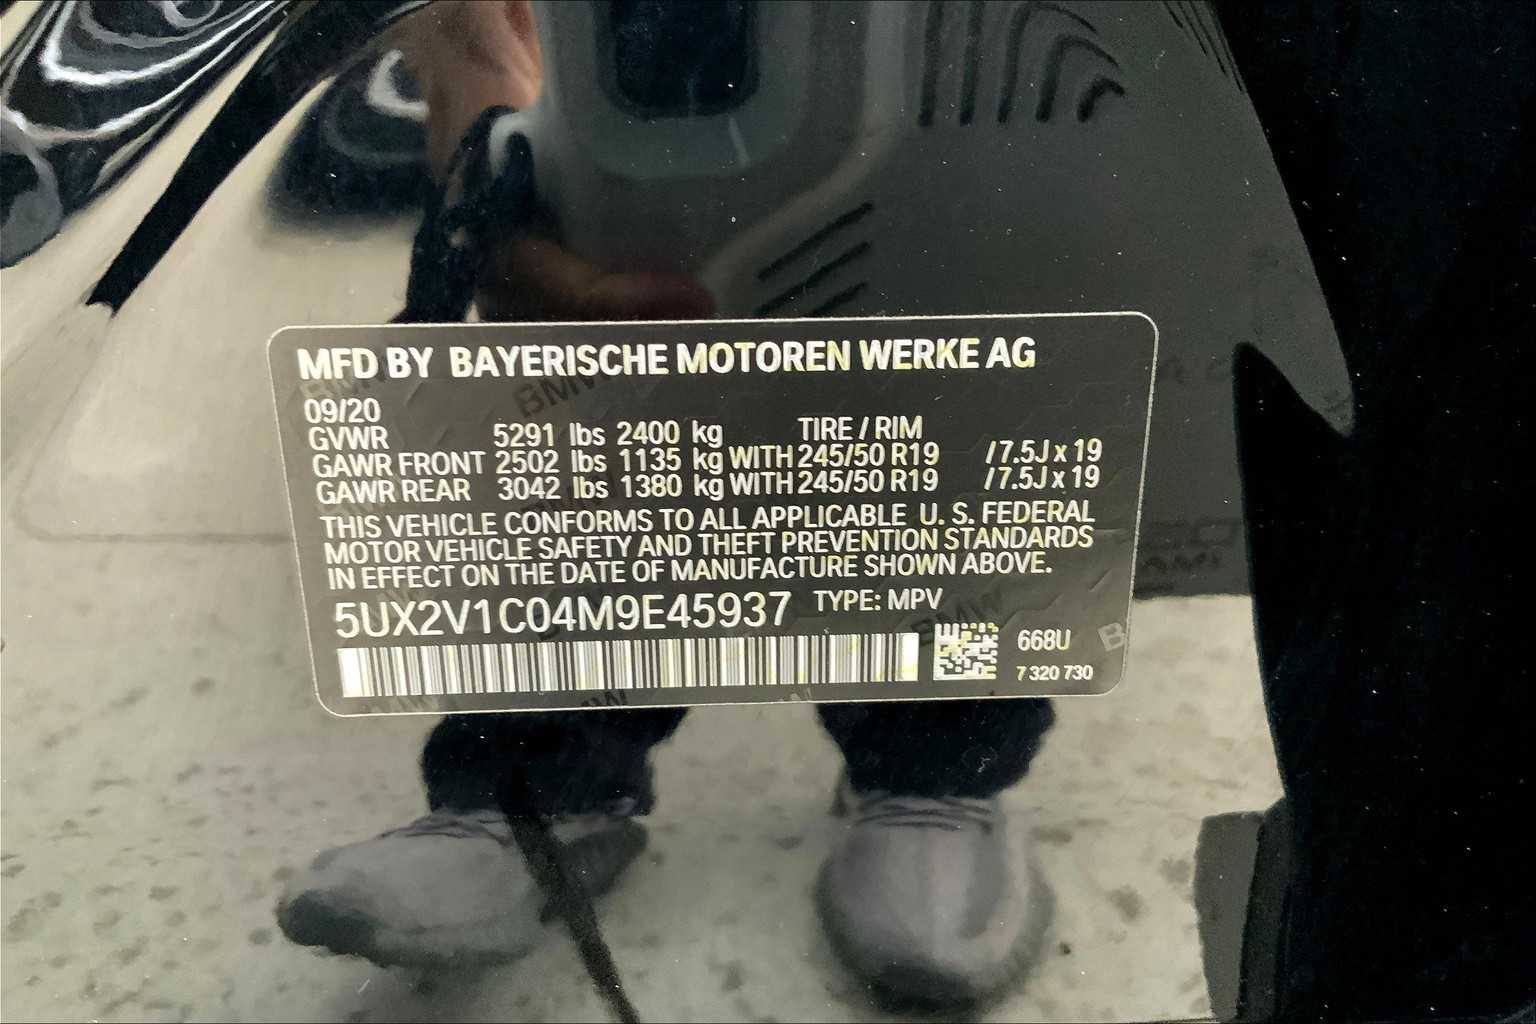 MFD BY BAYERISCHE MOTOREN WERKE AG
09/20
GVWR 5291 lbs 2400 kg TIRE / RIM
GAWR FRONT 2502 lbs 1135 kg WITH 245/50 R19 / 7.5J x 19
GAWR REAR 3042 lbs 1380 kg WITH 245/50 R19 / 7.5J x 19
THIS VEHICLE CONFORMS TO ALL APPLICABLE U. S. FEDERAL
MOTOR VEHICLE SAFETY AND THEFT PREVENTION STANDARDS
IN EFFECT ON THE DATE OF MANUFACTURE SHOWN ABOVE.
5UX2V1C04M9E45937 TYPE: MPV
668U
7 320 730